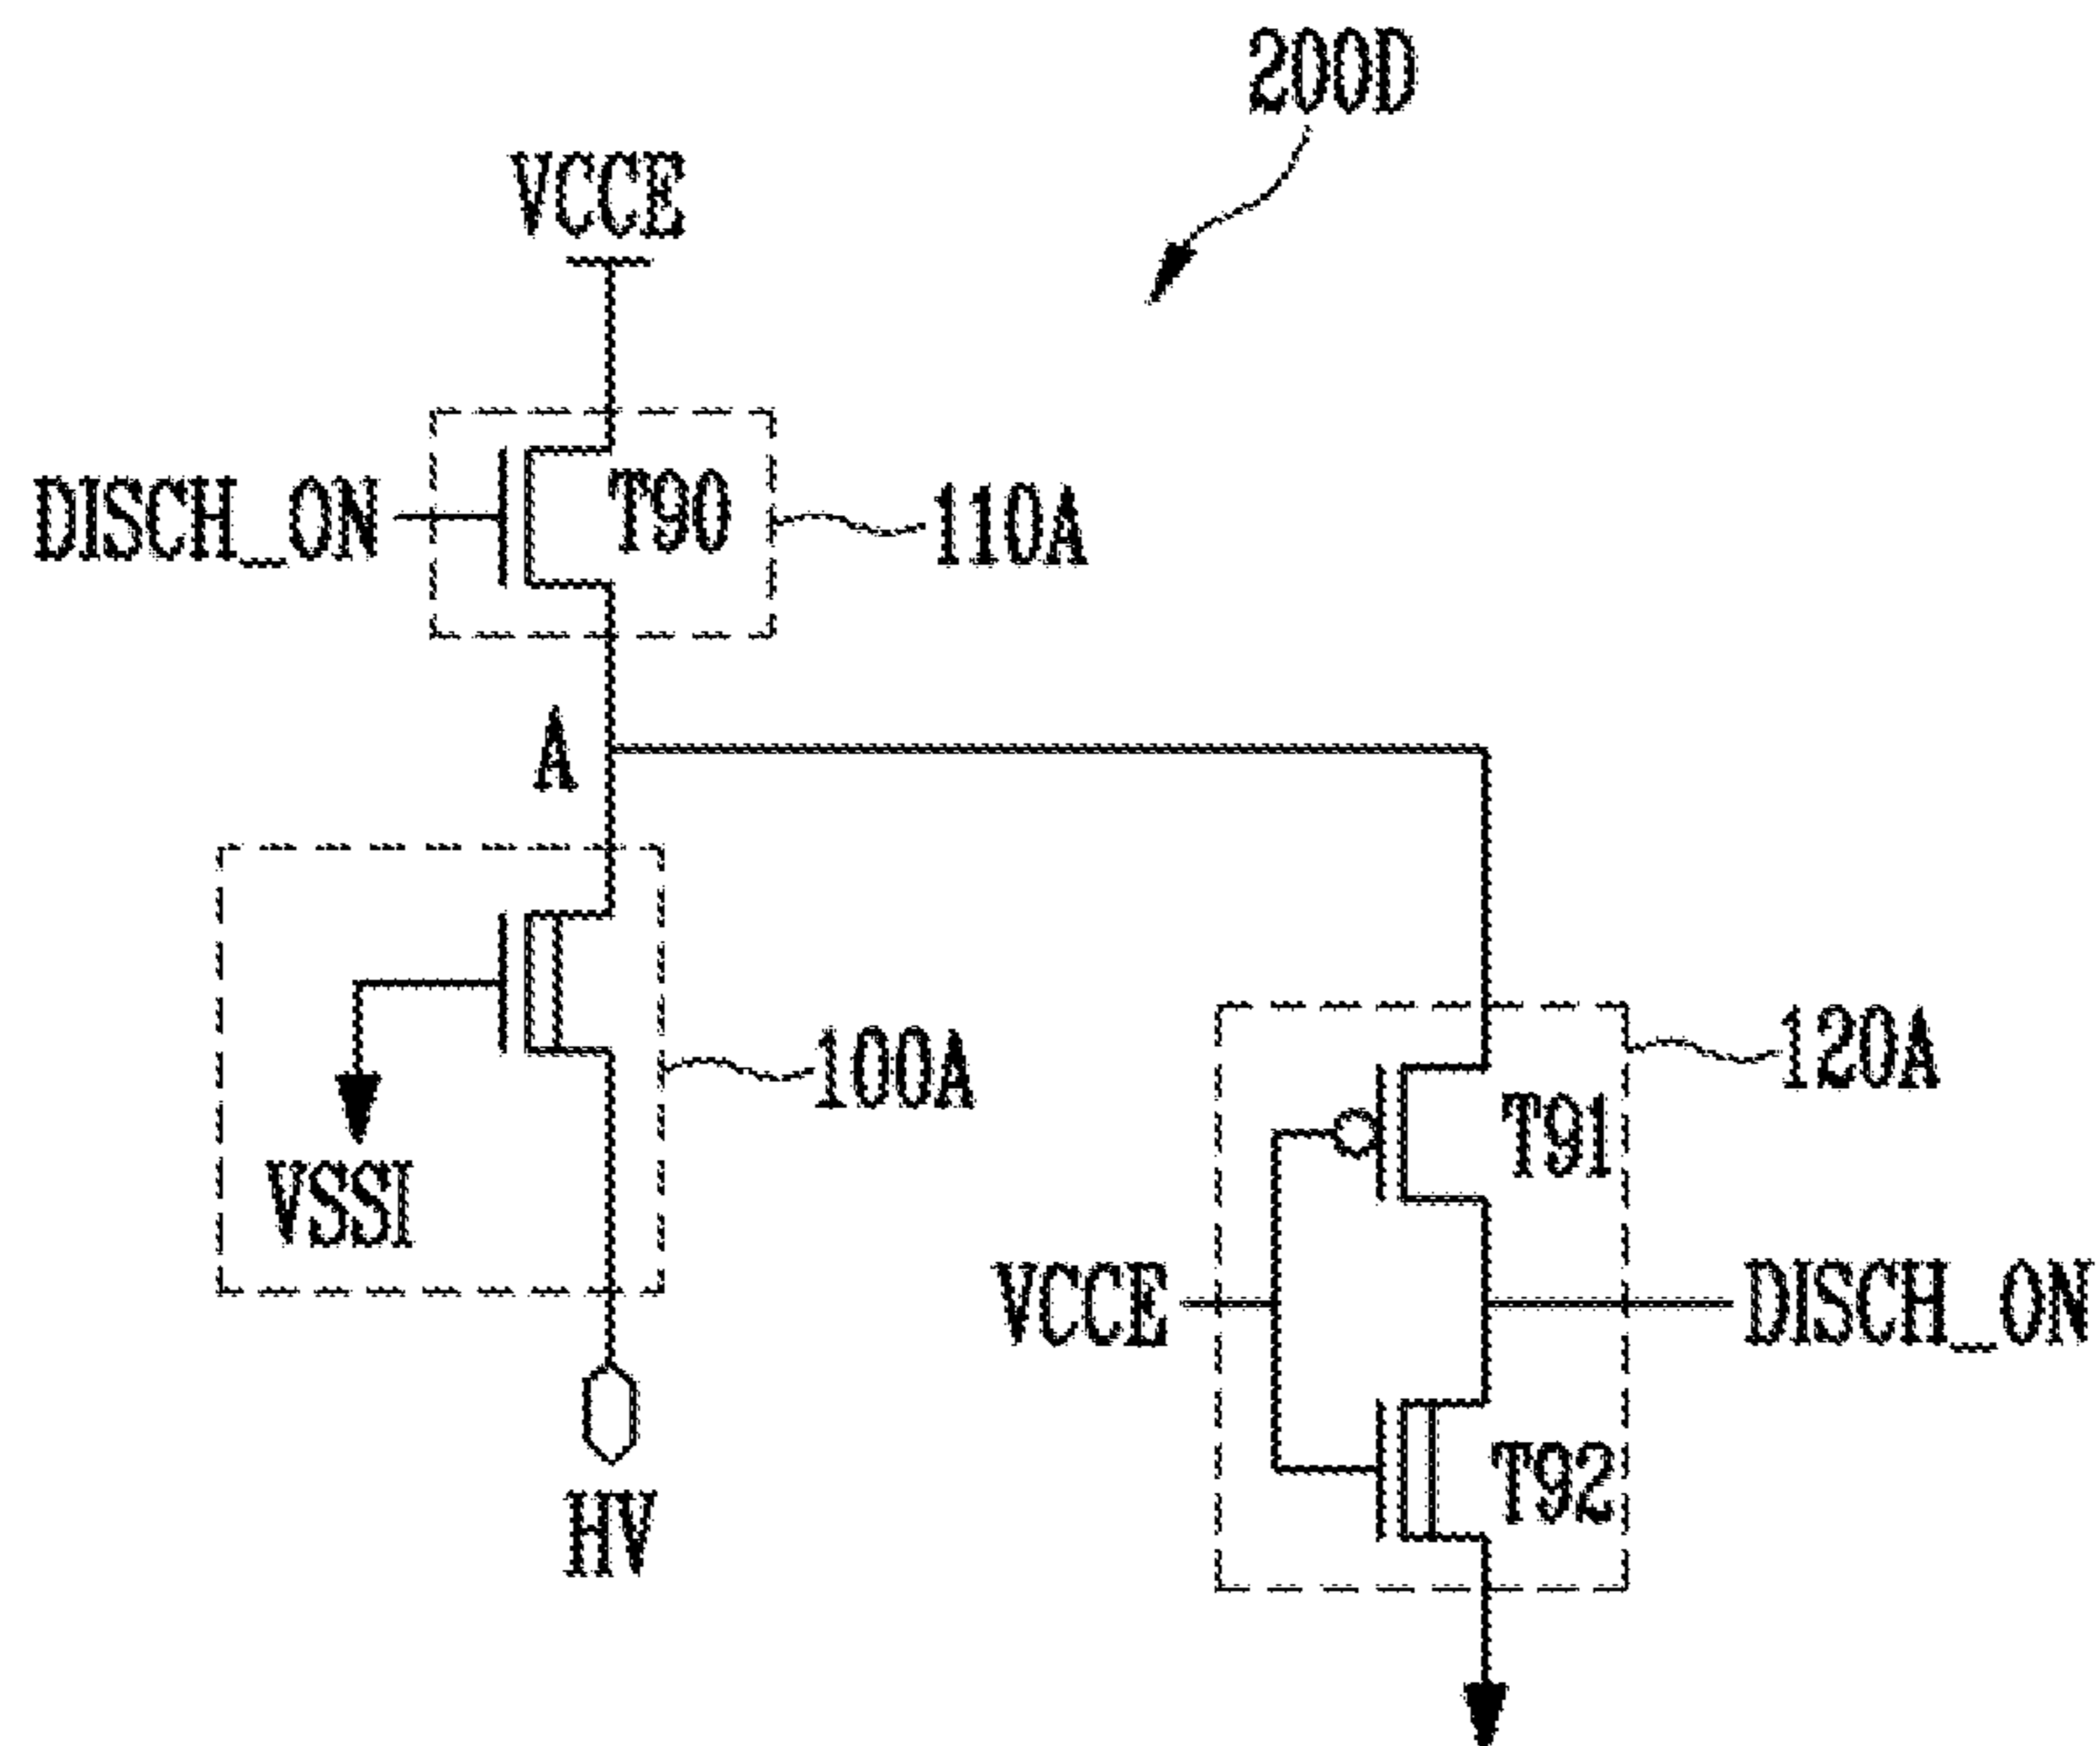 200D
VCCE
DISCH_ON
T90
110A
A
100A
VSSI
HV
120A
T91
VCCE
DISCH_ON
T92